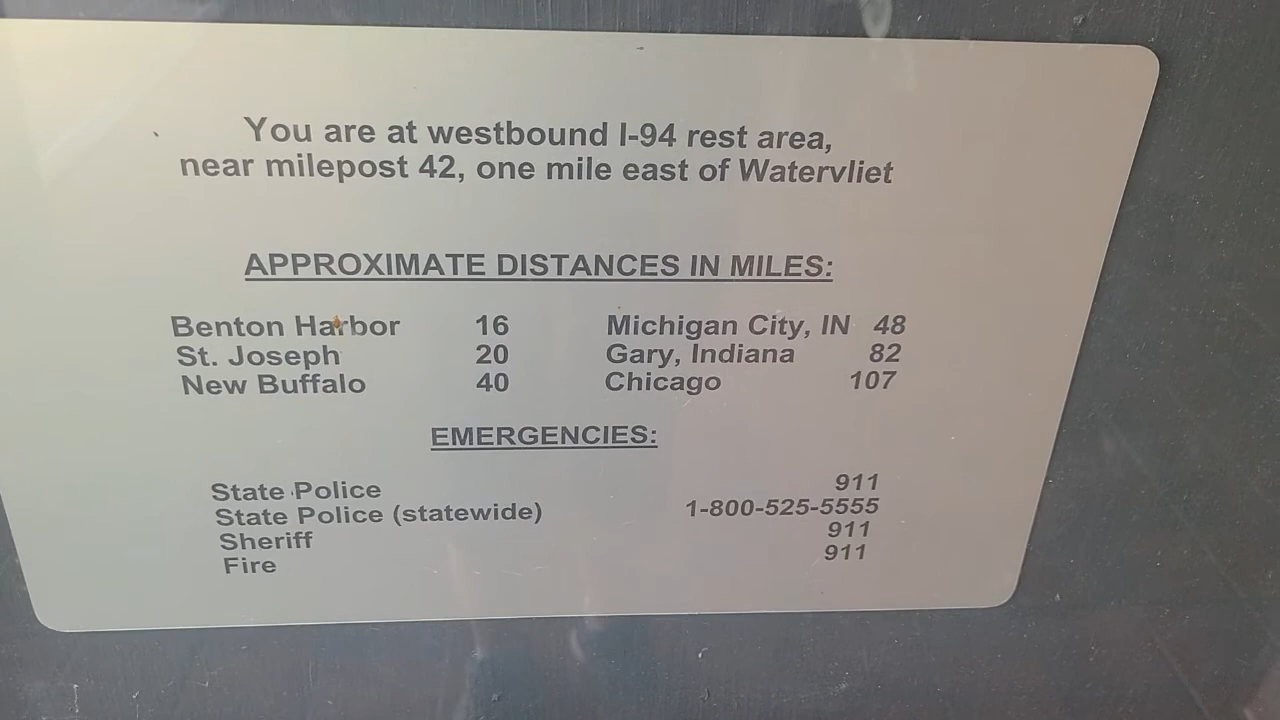 You are at westbound I-94 rest area,
near milepost 42, one mile east of Watervliet
APPROXIMATE DISTANCES IN MILES:
Benton Harbor 16 Michigan City, IN 48
St. Joseph 20 Gary, Indiana 82
New Buffalo 40 Chicago 107
EMERGENCIES:
State Police 911
State Police (statewide) 1-800-525-5555
Sheriff 911
Fire 911